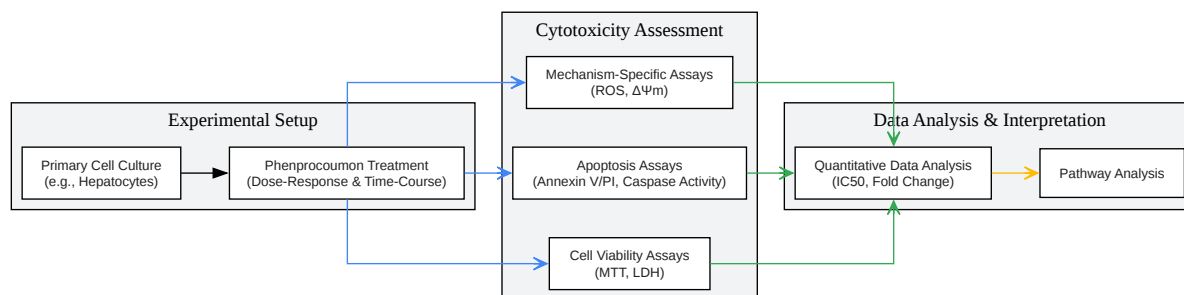 Experimental Setup
Primary Cell Culture
(e.g., Hepatocytes)
Phenprocoumon Treatment
(Dose-Response & Time-Course)
Cytotoxicity Assessment
Mechanism-Specific Assays
(ROS, ΔΨm)
Apoptosis Assays
(Annexin V/PI, Caspase Activity)
Cell Viability Assays
(MTT, LDH)
Data Analysis & Interpretation
Quantitative Data Analysis
(IC50, Fold Change)
Pathway Analysis